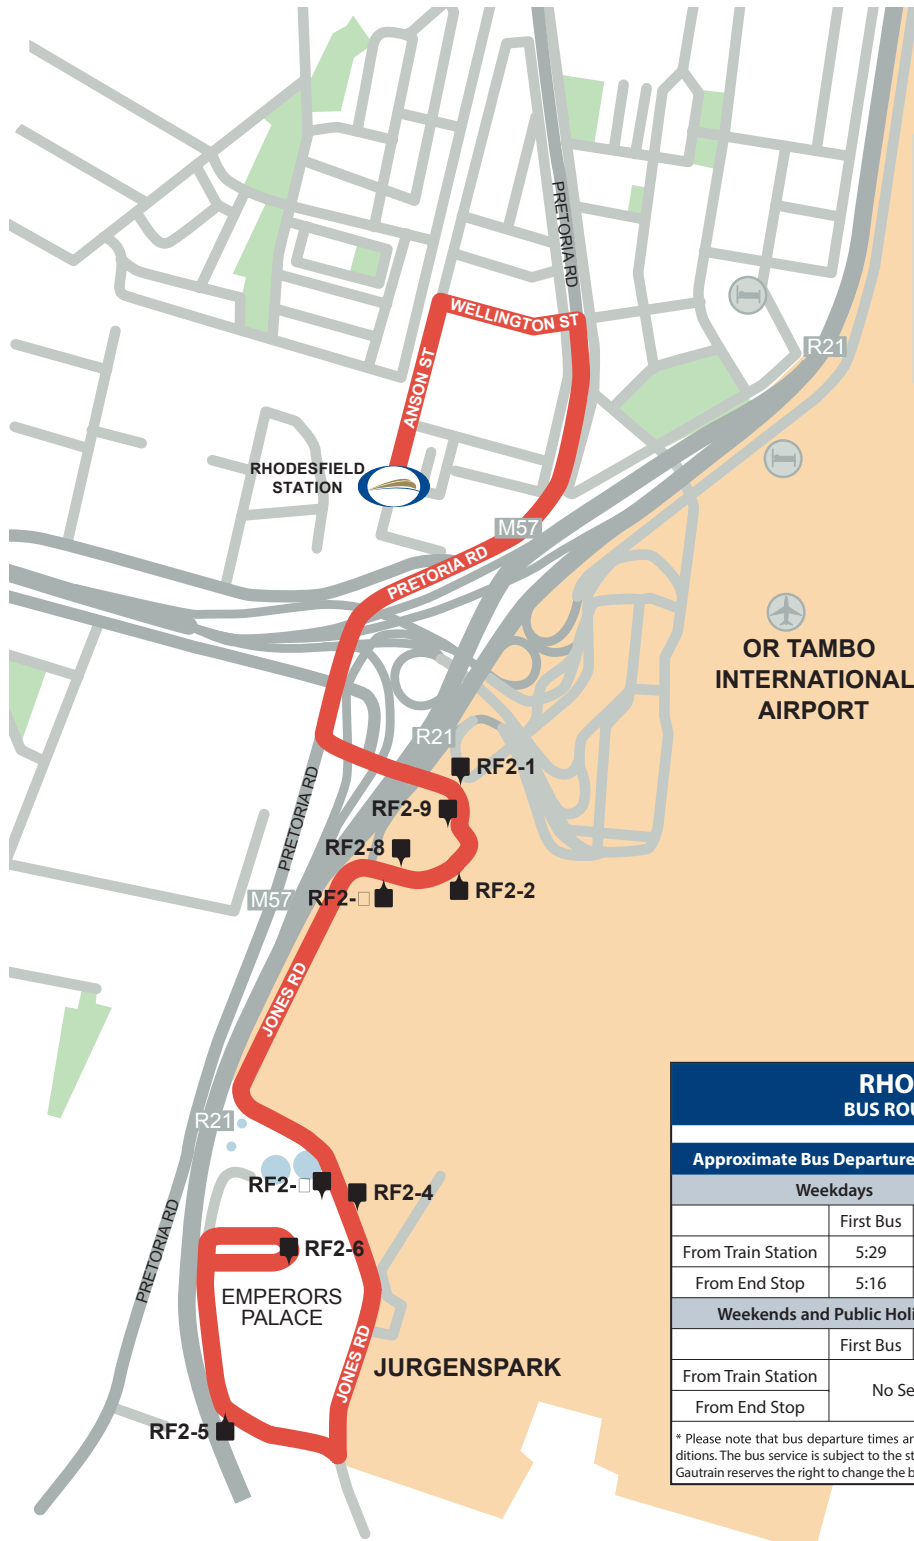 PRETORIA RD
WELLINGTON ST
ANSON ST
R21
RHODESFIELD
STATION
M57
PRETORIA RD
OR TAMBO
INTERNATIONAL
AIRPORT
R21
RF2-1
PRETORIA RD
RF2-9
RF2-8
RF2-
RF2-2
M57
JONES RD
R21
RF2-
RF2-4
PRETORIA RD
RF2-6
EMPERORS
PALACE
JONES RD
JURGENSPARK
RF2-5
RHO
BUS ROU
Approximate Bus Departure
Weekdays
First Bus
From Train Station 5:29
From End Stop 5:16
Weekends and Public Holi
First Bus
From Train Station
No Se
From End Stop
* Please note that bus departure times ar
ditions. The bus service is subject to the st
Gautrain reserves the right to change the b